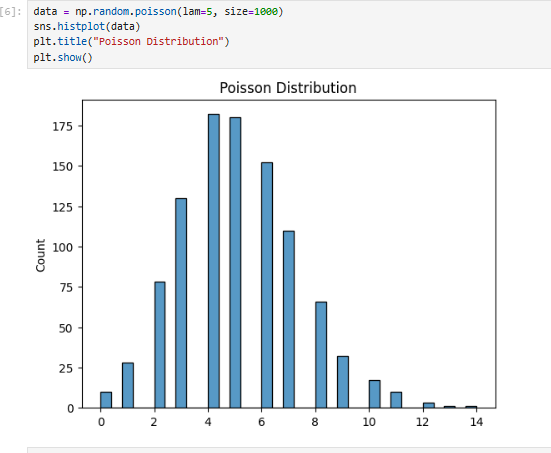 [6]:
data = np.random.poisson(lam=5, size=1000)
sns.histplot(data)
plt.title("Poisson Distribution")
plt.show()
Poisson Distribution
175
150
125
100
75
50
25
0
Count
0 2 4 6 8 10 12 14